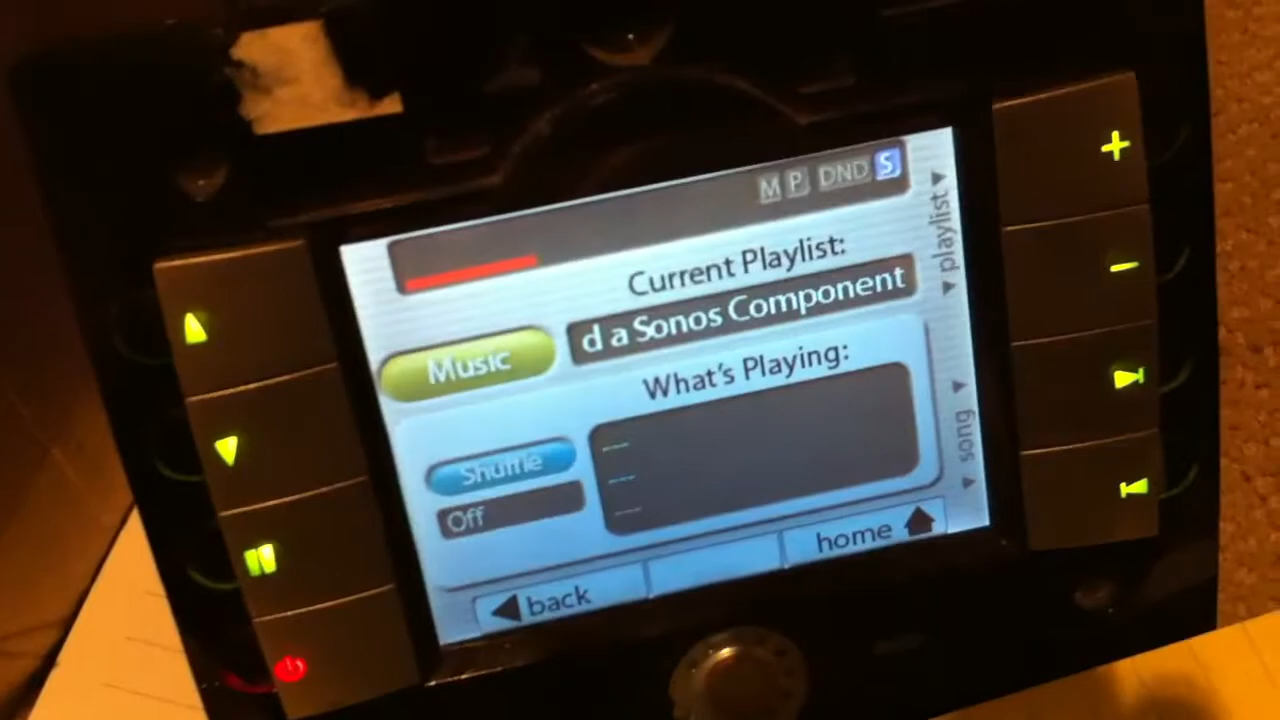 M P DND S
Current Playlist:
Music
d a Sonos Component
playlist
What's Playing:
Shuffle
Off
song
---
---
---
back
home